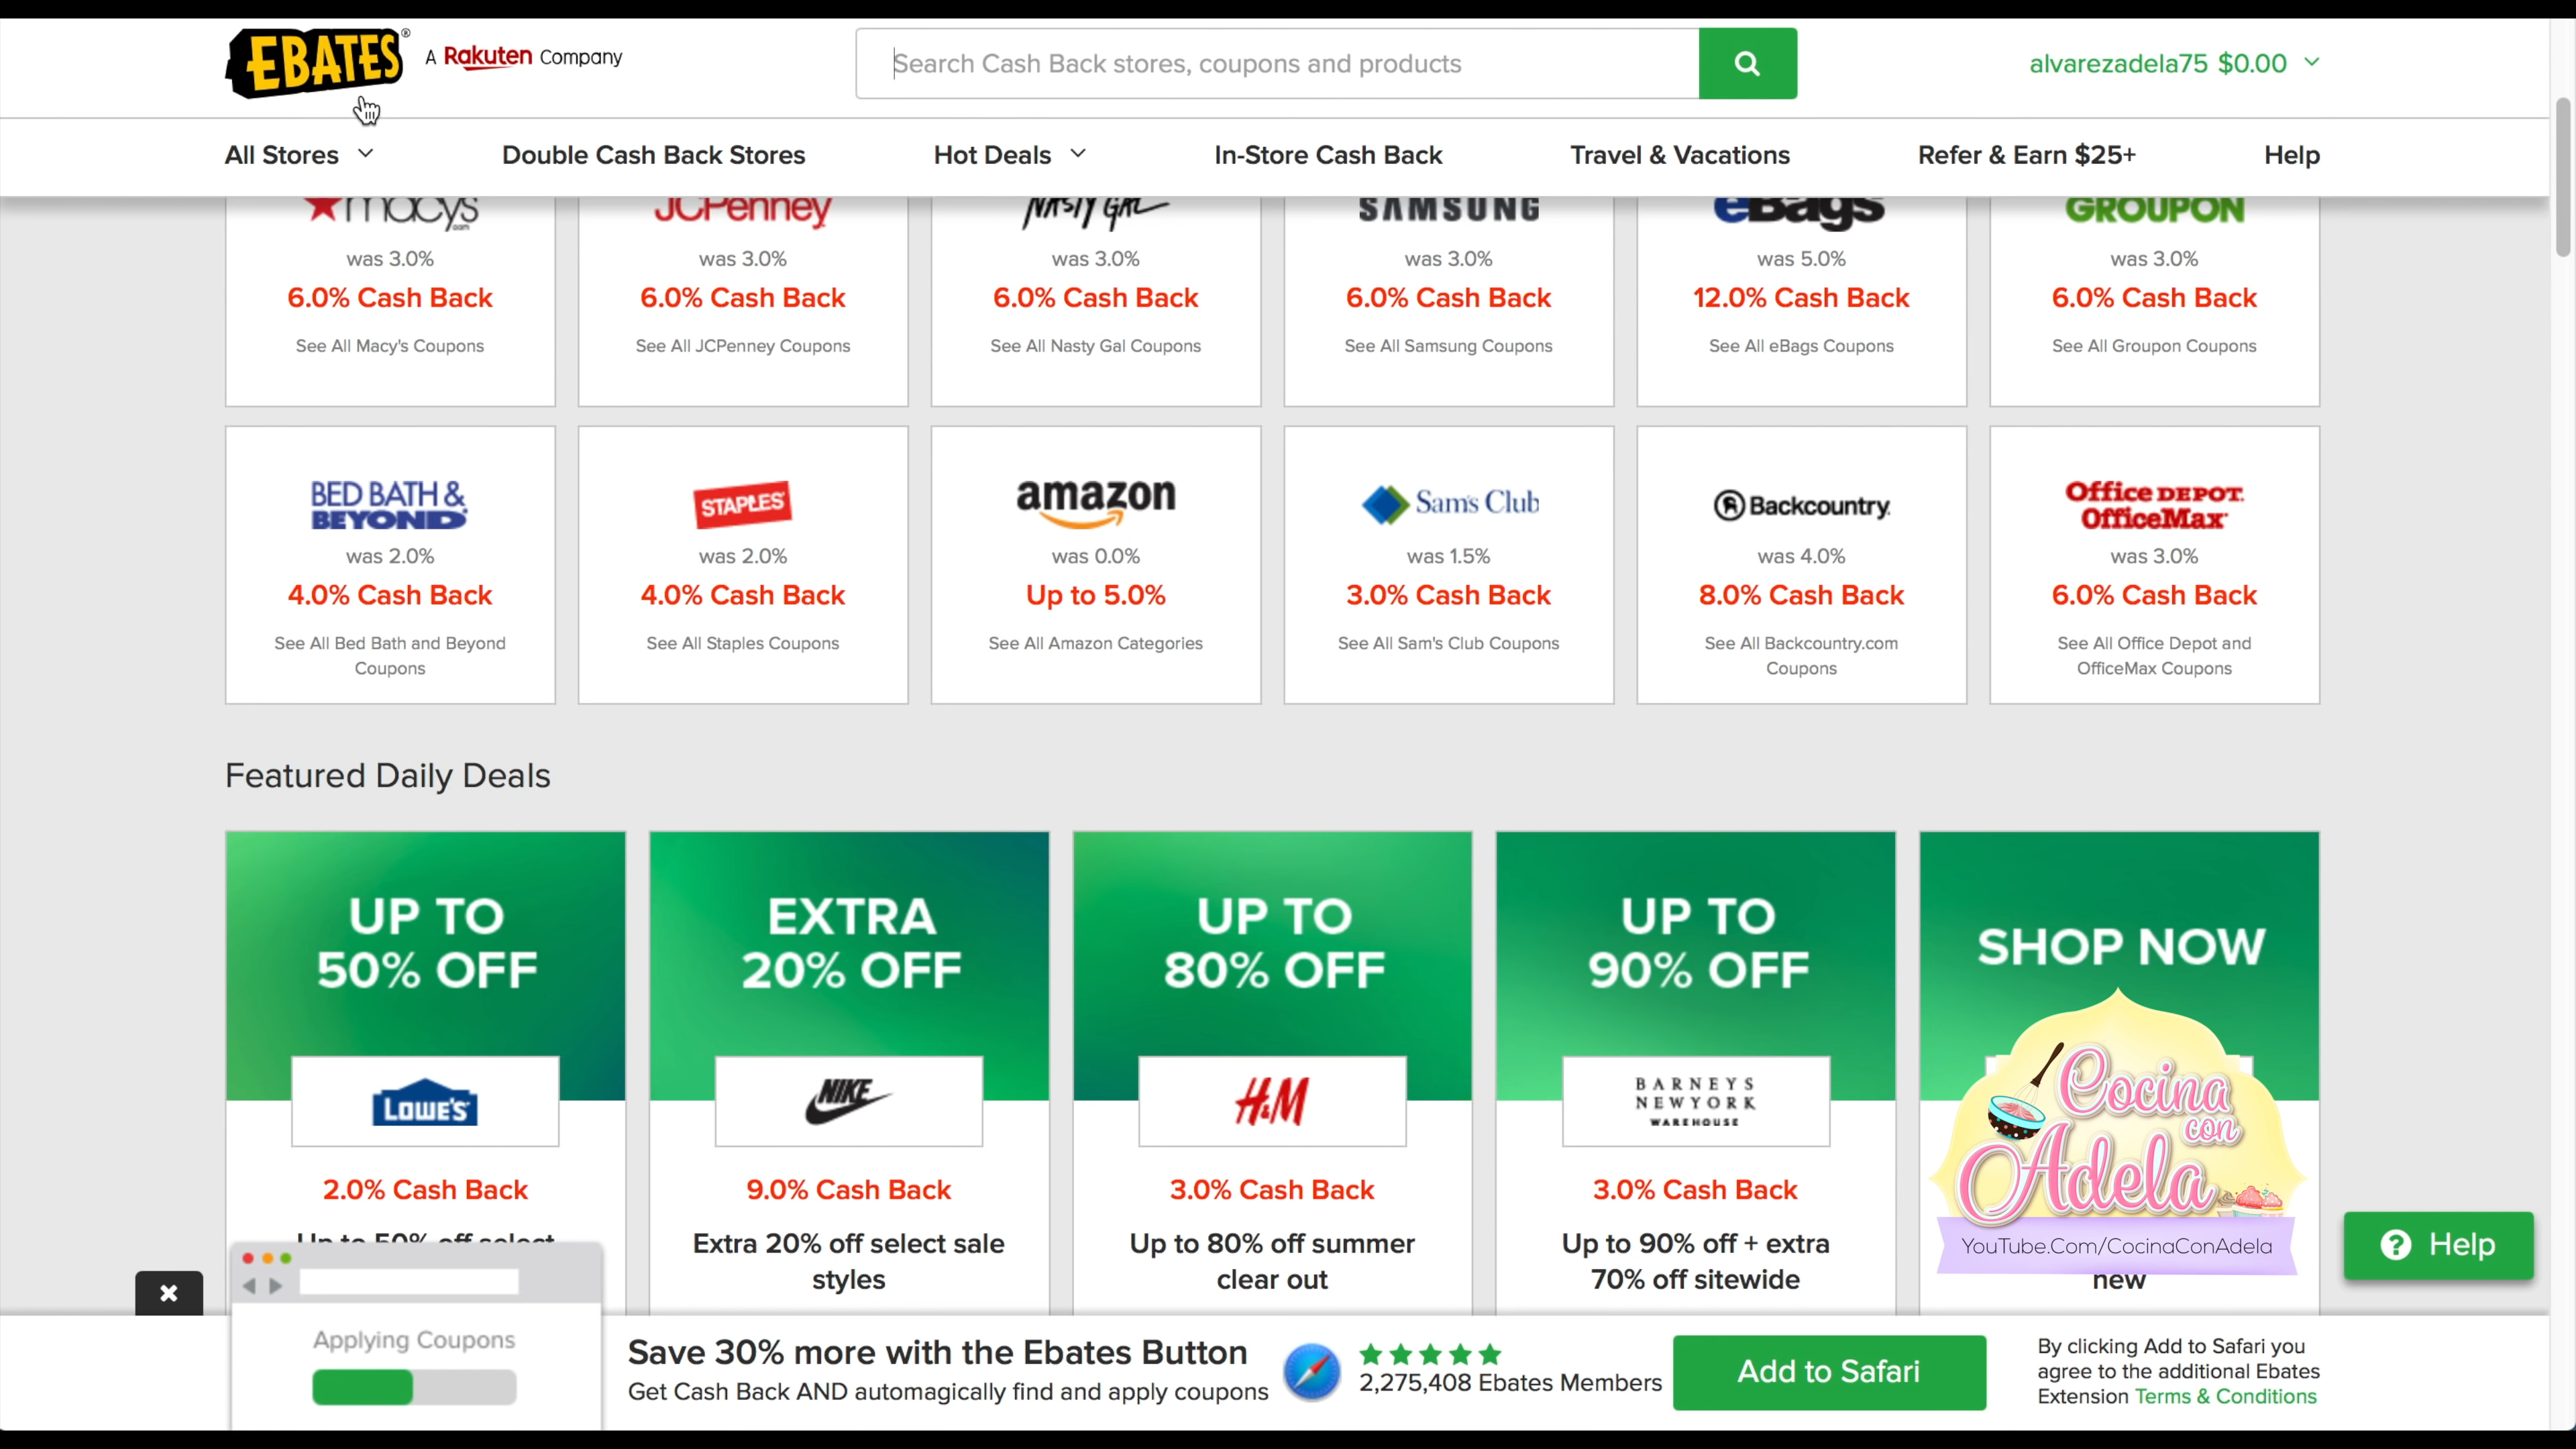 EBATES® A Rakuten Company
Search Cash Back stores, coupons and products
alvarezadela75 $0.00
All Stores
Double Cash Back Stores
Hot Deals
In-Store Cash Back
Travel & Vacations
Refer & Earn $25+
Help
macys.com
was 3.0%
6.0% Cash Back
See All Macy's Coupons
JCPenney
was 3.0%
6.0% Cash Back
See All JCPenney Coupons
NASTY GAL
was 3.0%
6.0% Cash Back
See All Nasty Gal Coupons
SAMSUNG
was 3.0%
6.0% Cash Back
See All Samsung Coupons
eBags
was 5.0%
12.0% Cash Back
See All eBags Coupons
GROUPON
was 3.0%
6.0% Cash Back
See All Groupon Coupons
BED BATH &
BEYOND
was 2.0%
4.0% Cash Back
See All Bed Bath and Beyond
Coupons
STAPLES
was 2.0%
4.0% Cash Back
See All Staples Coupons
amazon
was 0.0%
Up to 5.0%
See All Amazon Categories
Sam's Club
was 1.5%
3.0% Cash Back
See All Sam's Club Coupons
Backcountry
was 4.0%
8.0% Cash Back
See All Backcountry.com
Coupons
Office DEPOT
OfficeMax
was 3.0%
6.0% Cash Back
See All Office Depot and
OfficeMax Coupons
Featured Daily Deals
UP TO
50% OFF
LOWE'S
2.0% Cash Back
Up to 50% off select
EXTRA
20% OFF
NIKE
9.0% Cash Back
Extra 20% off select sale
styles
UP TO
80% OFF
H&M
3.0% Cash Back
Up to 80% off summer
clear out
UP TO
90% OFF
BARNEYS
NEWYORK
WAREHOUSE
3.0% Cash Back
Up to 90% off + extra
70% off sitewide
SHOP NOW
Cocina
con
Adela
YouTube.Com/CocinaConAdela
new
Help
Applying Coupons
Save 30% more with the Ebates Button
Get Cash Back AND automagically find and apply coupons
2,275,408 Ebates Members
Add to Safari
By clicking Add to Safari you
agree to the additional Ebates
Extension Terms & Conditions